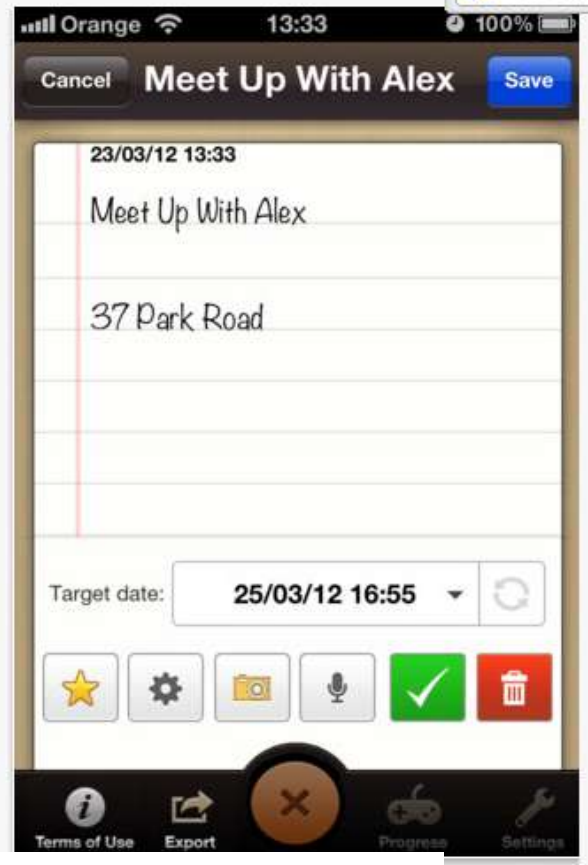 Orange 13:33 100%
Cancel Meet Up With Alex Save
23/03/12 13:33
Meet Up With Alex
37 Park Road
Target date: 25/03/12 16:55
Terms of Use Export Progress Settings